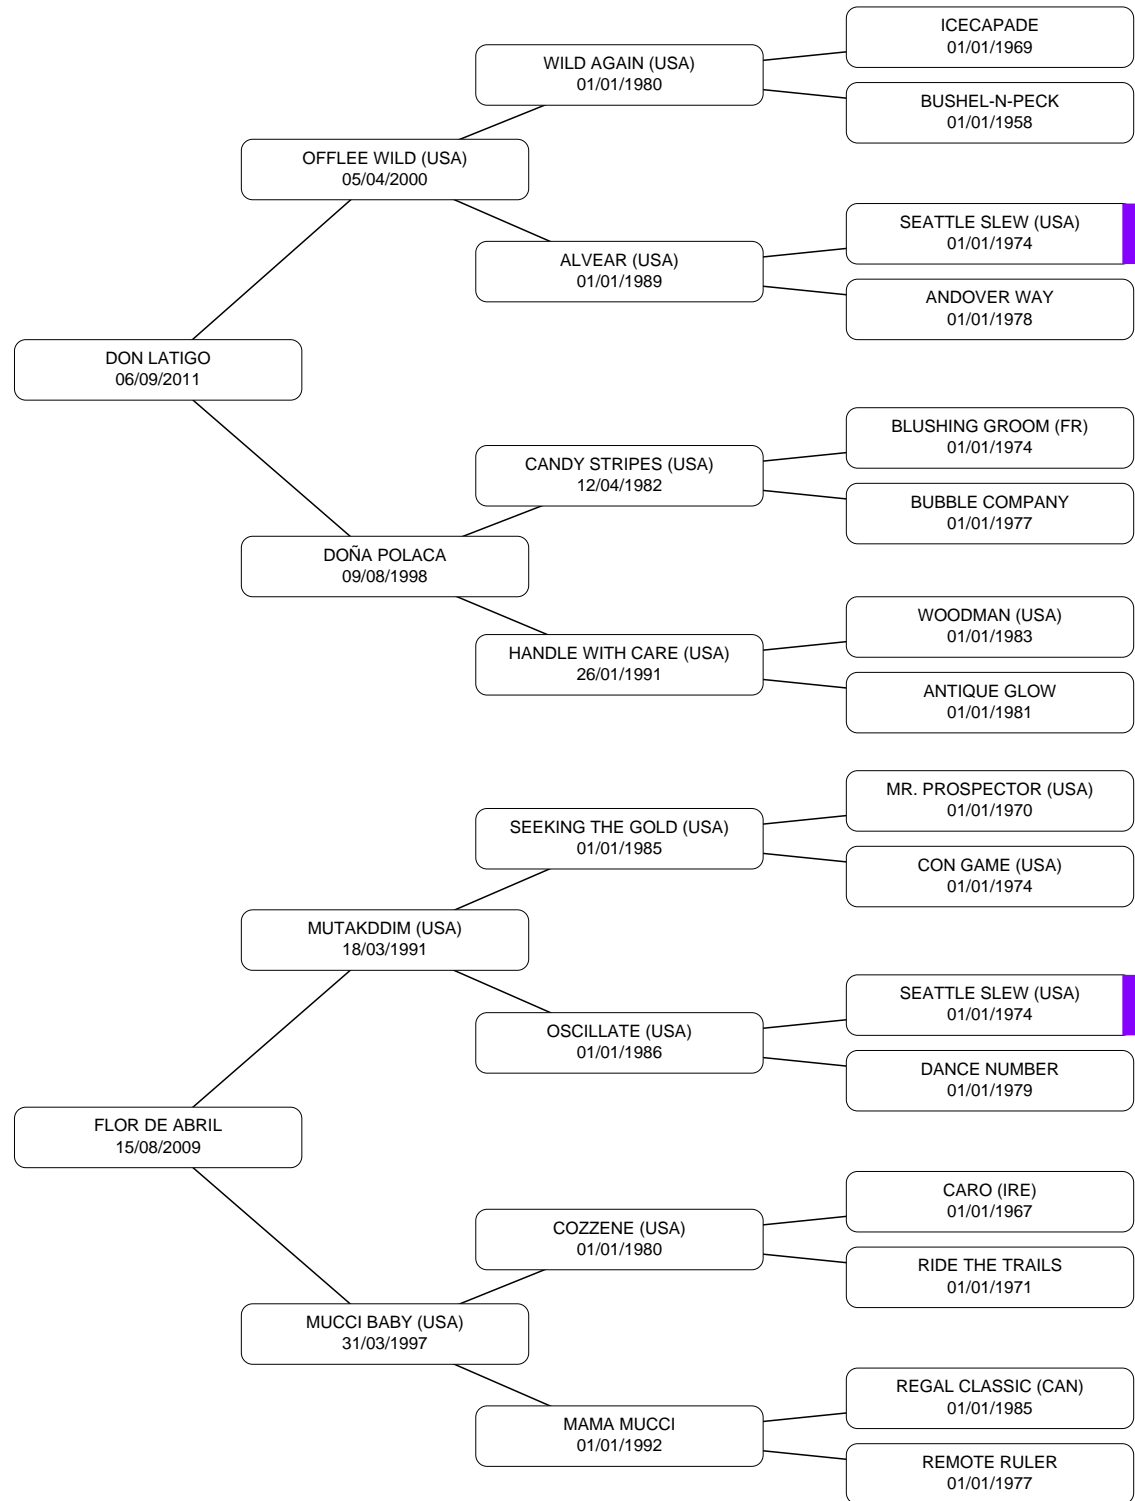 ICECAPADE
01/01/1969
WILD AGAIN (USA)
01/01/1980
BUSHEL-N-PECK
01/01/1958
OFFLEE WILD (USA)
05/04/2000
SEATTLE SLEW (USA)
01/01/1974
ALVEAR (USA)
01/01/1989
ANDOVER WAY
01/01/1978
DON LATIGO
06/09/2011
BLUSHING GROOM (FR)
01/01/1974
CANDY STRIPES (USA)
12/04/1982
BUBBLE COMPANY
01/01/1977
DOÑA POLACA
09/08/1998
WOODMAN (USA)
01/01/1983
HANDLE WITH CARE (USA)
26/01/1991
ANTIQUE GLOW
01/01/1981
MR. PROSPECTOR (USA)
01/01/1970
SEEKING THE GOLD (USA)
01/01/1985
CON GAME (USA)
01/01/1974
MUTAKDDIM (USA)
18/03/1991
SEATTLE SLEW (USA)
01/01/1974
OSCILLATE (USA)
01/01/1986
DANCE NUMBER
01/01/1979
FLOR DE ABRIL
15/08/2009
CARO (IRE)
01/01/1967
COZZENE (USA)
01/01/1980
RIDE THE TRAILS
01/01/1971
MUCCI BABY (USA)
31/03/1997
REGAL CLASSIC (CAN)
01/01/1985
MAMA MUCCI
01/01/1992
REMOTE RULER
01/01/1977